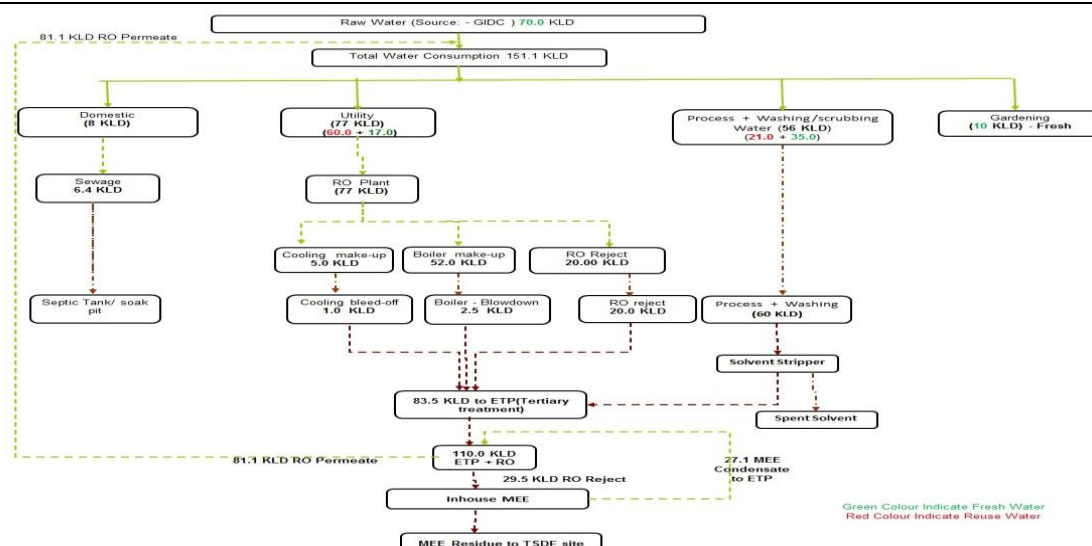 Raw Water (Source: - GIDC ) 70.0 KLD
81.1 KLD RO Permeate
Total Water Consumption 151.1 KLD
Domestic
(8 KLD)
Utility
(77 KLD)
(60.0 + 17.0)
Process + Washing/scrubbing
Water (56 KLD)
(21.0 + 35.0)
Gardening
(10 KLD) - Fresh
Sewage
6.4 KLD
RO Plant
(77 KLD)
Cooling make-up
5.0 KLD
Boiler make-up
52.0 KLD
RO Reject
20.00 KLD
Septic Tank/ soak
pit
Cooling bleed-off
1.0 KLD
Boiler - Blowdown
2.5 KLD
RO reject
20.0 KLD
Process + Washing
(60 KLD)
Solvent Stripper
83.5 KLD to ETP(Tertiary
treatment)
Spent Solvent
110.0 KLD
ETP + RO
81.1 KLD RO Permeate
27.1 MEE
Condensate
to ETP
29.5 KLD RO Reject
Inhouse MEE
Green Colour Indicate Fresh Water
Red Colour Indicate Reuse Water
MEE Residue to TSDF site